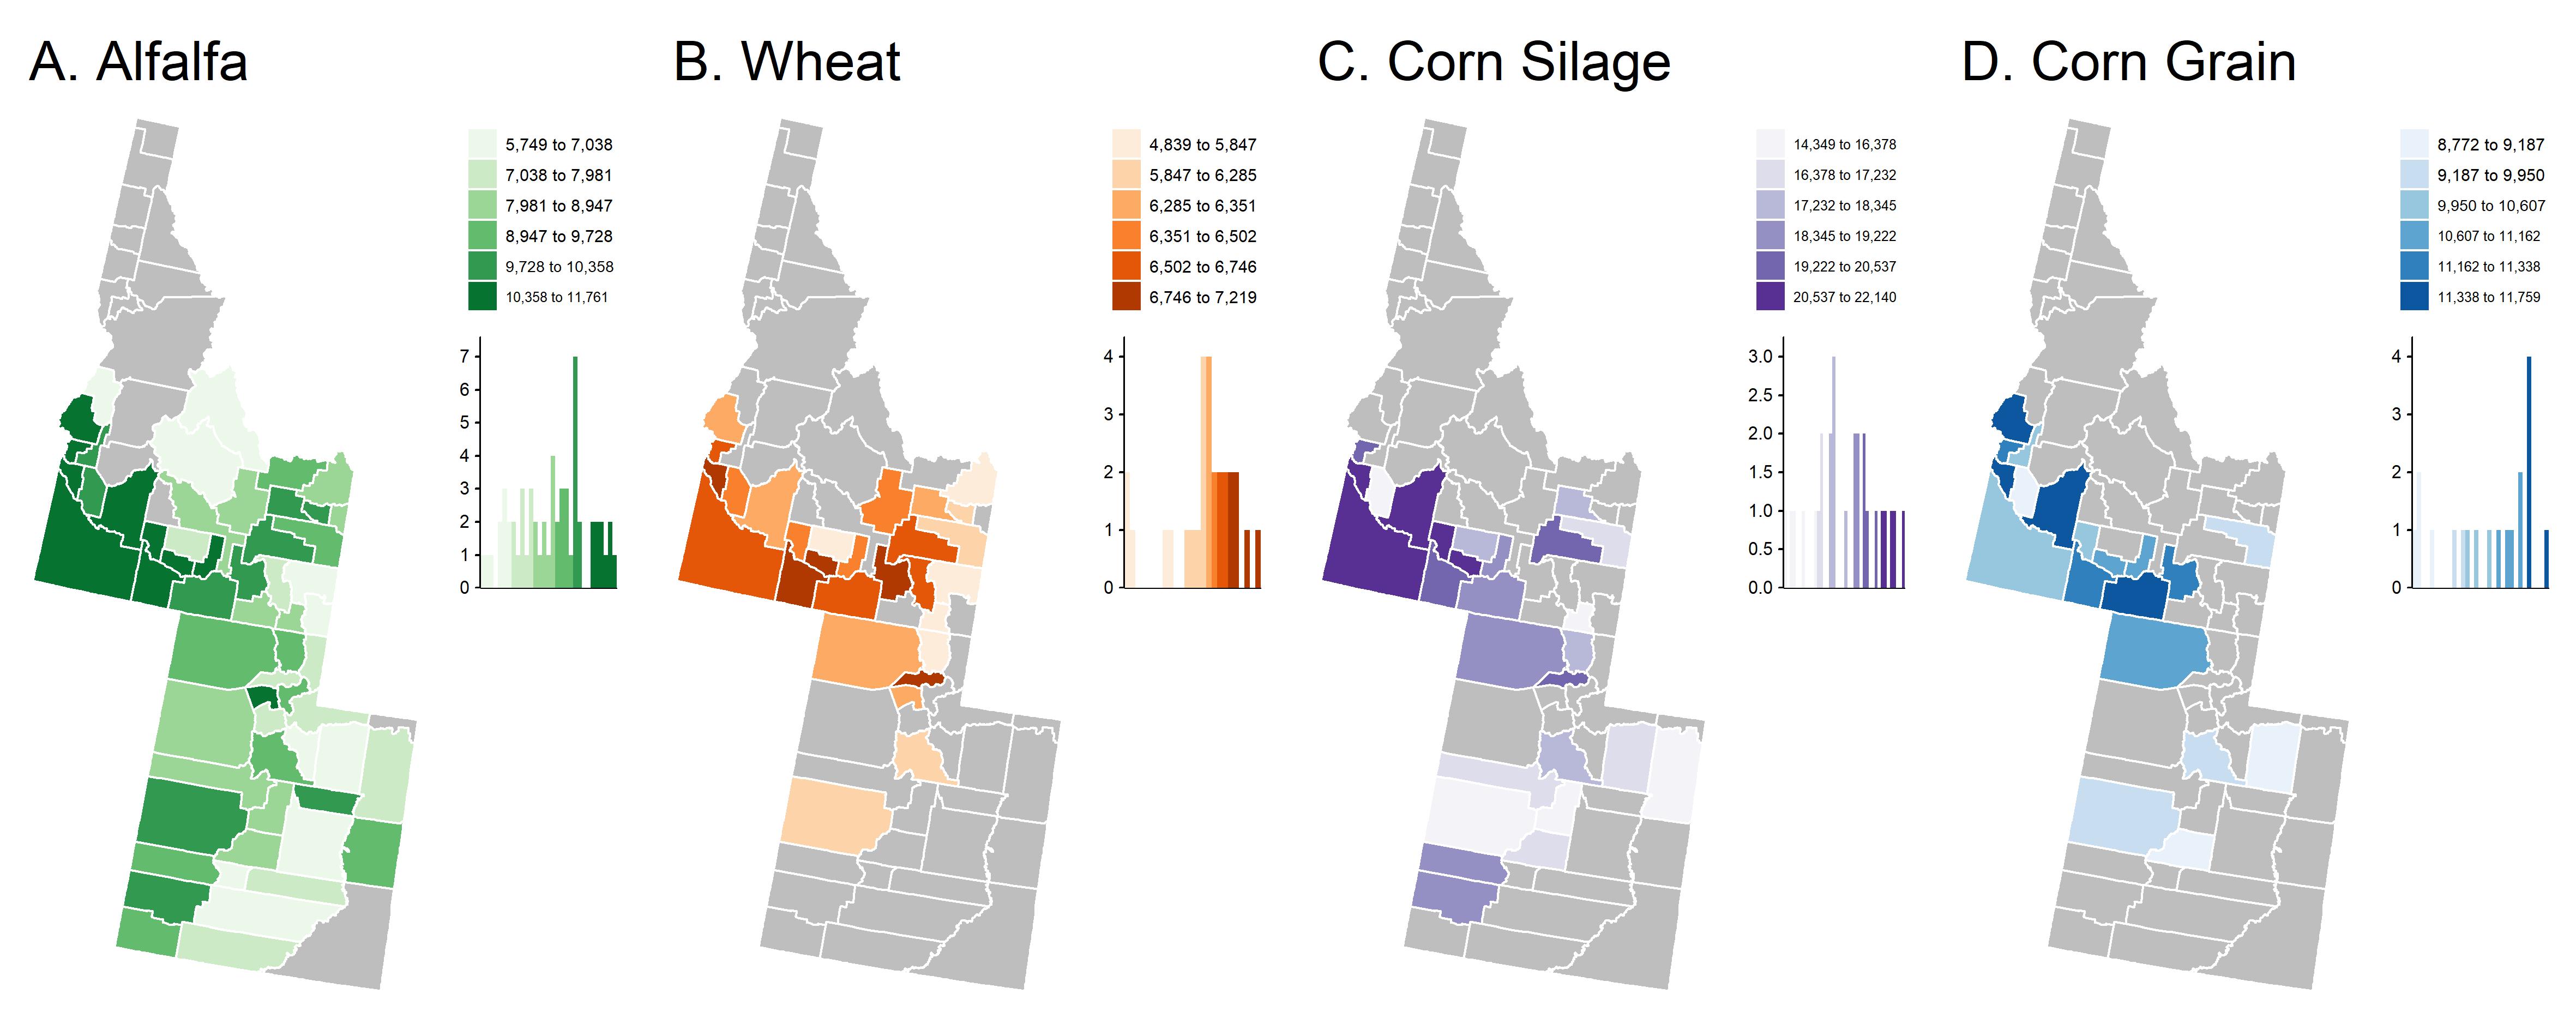 A. Alfalfa
5,749 to 7,038
7,038 to 7,981
7,981 to 8,947
8,947 to 9,728
9,728 to 10,358
10,358 to 11,761
7
6
5
4
3
2
1
0
B. Wheat
4,839 to 5,847
5,847 to 6,285
6,285 to 6,351
6,351 to 6,502
6,502 to 6,746
6,746 to 7,219
4
3
2
1
0
C. Corn Silage
14,349 to 16,378
16,378 to 17,232
17,232 to 18,345
18,345 to 19,222
19,222 to 20,537
20,537 to 22,140
3.0
2.5
2.0
1.5
1.0
0.5
0.0
D. Corn Grain
8,772 to 9,187
9,187 to 9,950
9,950 to 10,607
10,607 to 11,162
11,162 to 11,338
11,338 to 11,759
4
3
2
1
0